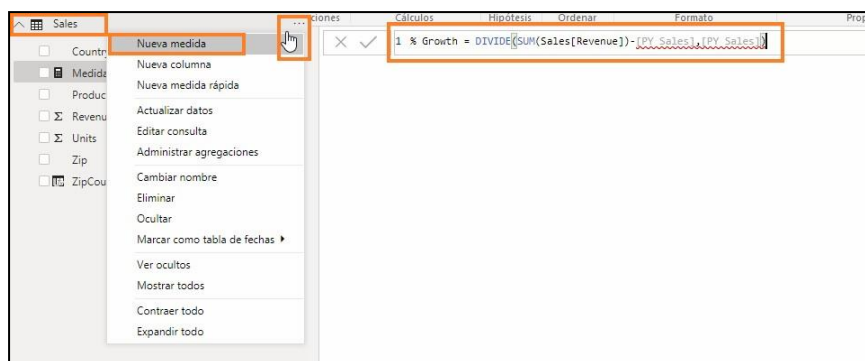 Sales
Country
Medida
Produc
Σ Revenu
Σ Units
Zip
ZipCou
...
Nueva medida
Nueva columna
Nueva medida rápida
Actualizar datos
Editar consulta
Administrar agregaciones
Cambiar nombre
Eliminar
Ocultar
Marcar como tabla de fechas
Ver ocultos
Mostrar todos
Contraer todo
Expandir todo
ciones Cálculos Hipótesis Ordenar Formato Prop
1 % Growth = DIVIDE(SUM(Sales[Revenue])-[PY Sales],[PY Sales])